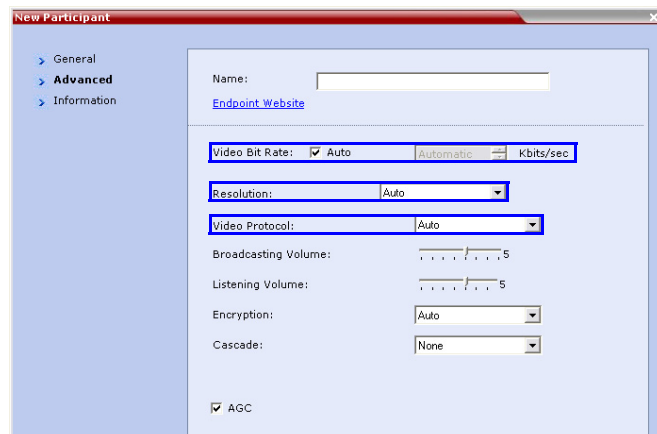 New Participant
General
Advanced
Information
Name:
Endpoint Website
Video Bit Rate: Auto Automatic Kbits/sec
Resolution: Auto
Video Protocol: Auto
Broadcasting Volume: 5
Listening Volume: 5
Encryption: Auto
Cascade: None
AGC